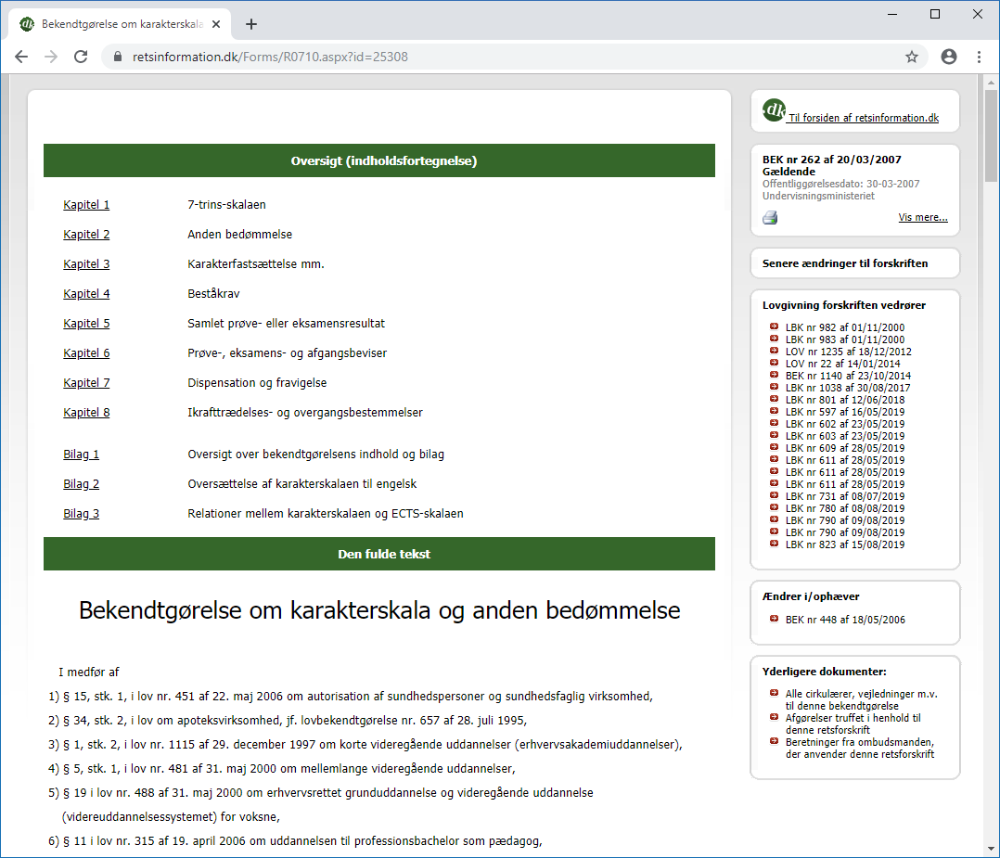 Bekendtgørelse om karakterskala
retsinformation.dk/Forms/R0710.aspx?id=25308
Oversigt (indholdsfortegnelse)
Kapitel 1 7-trins-skalaen
Kapitel 2 Anden bedømmelse
Kapitel 3 Karakterfastsættelse mm.
Kapitel 4 Beståkrav
Kapitel 5 Samlet prøve- eller eksamensresultat
Kapitel 6 Prøve-, eksamens- og afgangsbeviser
Kapitel 7 Dispensation og fravigelse
Kapitel 8 Ikrafttrædelses- og overgangsbestemmelser
Bilag 1 Oversigt over bekendtgørelsens indhold og bilag
Bilag 2 Oversættelse af karakterskalaen til engelsk
Bilag 3 Relationer mellem karakterskalaen og ECTS-skalaen
Den fulde tekst
Bekendtgørelse om karakterskala og anden bedømmelse
I medfør af
1) § 15, stk. 1, i lov nr. 451 af 22. maj 2006 om autorisation af sundhedspersoner og sundhedsfaglig virksomhed,
2) § 34, stk. 2, i lov om apoteksvirksomhed, jf. lovbekendtgørelse nr. 657 af 28. juli 1995,
3) § 1, stk. 2, i lov nr. 1115 af 29. december 1997 om korte videregående uddannelser (erhvervsakademiuddannelser),
4) § 5, stk. 1, i lov nr. 481 af 31. maj 2000 om mellemlange videregående uddannelser,
5) § 19 i lov nr. 488 af 31. maj 2000 om erhvervsrettet grunduddannelse og videregående uddannelse
(videreuddannelsessystemet) for voksne,
6) § 11 i lov nr. 315 af 19. april 2006 om uddannelsen til professionsbachelor som pædagog,
.dk Til forsiden af retsinformation.dk
BEK nr 262 af 20/03/2007
Gældende
Offentliggørelsesdato: 30-03-2007
Undervisningsministeriet
Vis mere...
Senere ændringer til forskriften
Lovgivning forskriften vedrører
LBK nr 982 af 01/11/2000
LBK nr 983 af 01/11/2000
LOV nr 1235 af 18/12/2012
LOV nr 22 af 14/01/2014
BEK nr 1140 af 23/10/2014
LBK nr 1038 af 30/08/2017
LBK nr 801 af 12/06/2018
LBK nr 597 af 16/05/2019
LBK nr 602 af 23/05/2019
LBK nr 603 af 23/05/2019
LBK nr 609 af 28/05/2019
LBK nr 611 af 28/05/2019
LBK nr 611 af 28/05/2019
LBK nr 611 af 28/05/2019
LBK nr 731 af 08/07/2019
LBK nr 780 af 08/08/2019
LBK nr 790 af 09/08/2019
LBK nr 790 af 09/08/2019
LBK nr 823 af 15/08/2019
Ændrer i/ophæver
BEK nr 448 af 18/05/2006
Yderligere dokumenter:
Alle cirkulærer, vejledninger m.v.
til denne bekendtgørelse
Afgørelser truffet i henhold til
denne retsforskrift
Beretninger fra ombudsmanden,
der anvender denne retsforskrift